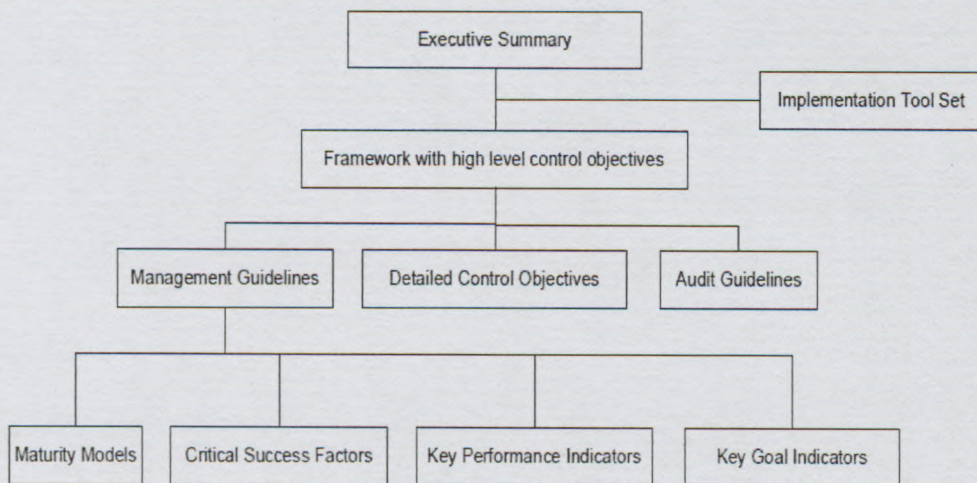 Executive Summary
Implementation Tool Set
Framework with high level control objectives
Management Guidelines
Detailed Control Objectives
Audit Guidelines
Maturity Models
Critical Success Factors
Key Performance Indicators
Key Goal Indicators